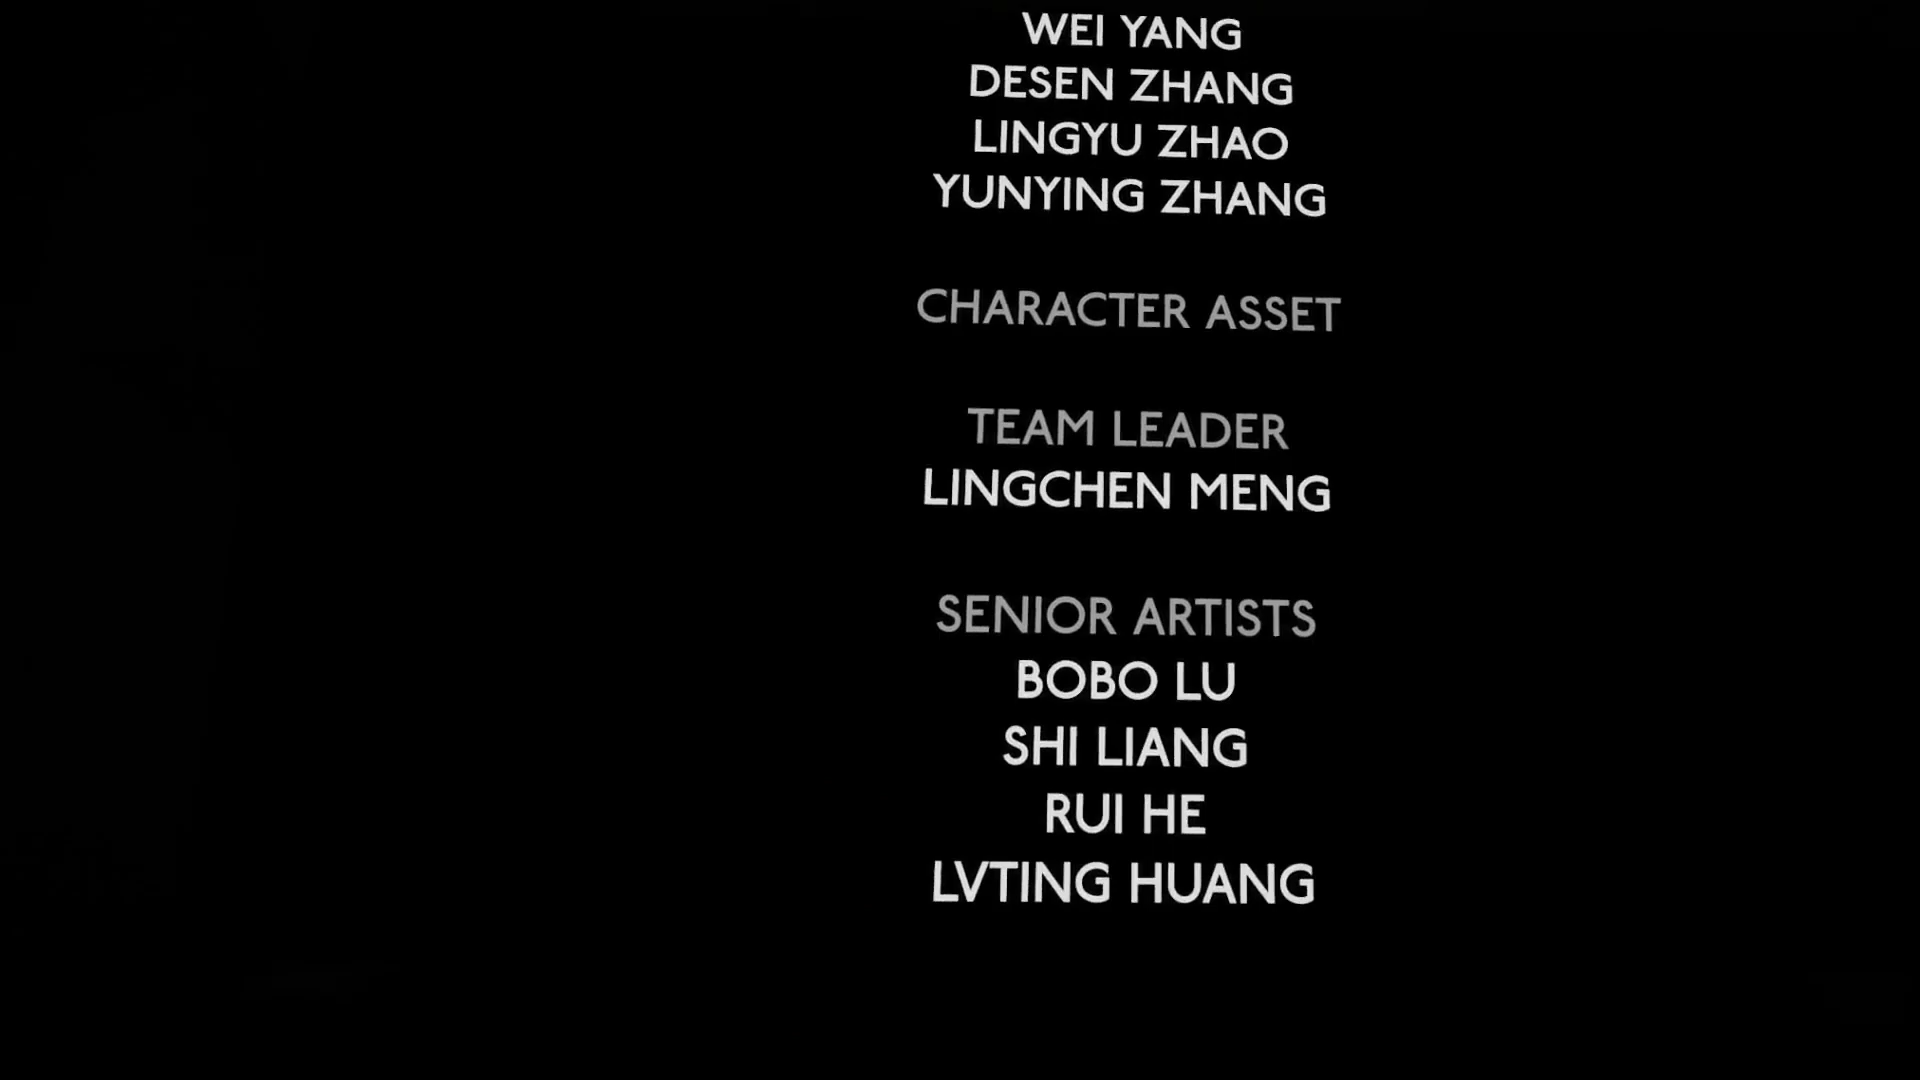 WEI YANG
DESEN ZHANG
LINGYU ZHAO
YUNYING ZHANG
CHARACTER ASSET
TEAM LEADER
LINGCHEN MENG
SENIOR ARTISTS
BOBO LU
SHI LIANG
RUI HE
LVTING HUANG